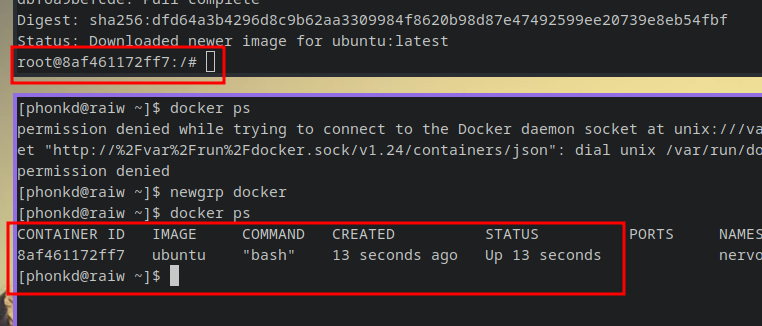 Digest: sha256:dfd64a3b4296d8c9b62aa3309984f8620b98d87e47492599ee20739e8eb54fbf
Status: Downloaded newer image for ubuntu:latest
root@8af461172ff7:/#
[phonkd@raiw ~]$ docker ps
permission denied while trying to connect to the Docker daemon socket at unix:///va
et "http://%2Fvar%2Frun%2Fdocker.sock/v1.24/containers/json": dial unix /var/run/do
permission denied
[phonkd@raiw ~]$ newgrp docker
[phonkd@raiw ~]$ docker ps
CONTAINER ID IMAGE COMMAND CREATED STATUS PORTS NAMES
8af461172ff7 ubuntu "bash" 13 seconds ago Up 13 seconds nervo
[phonkd@raiw ~]$